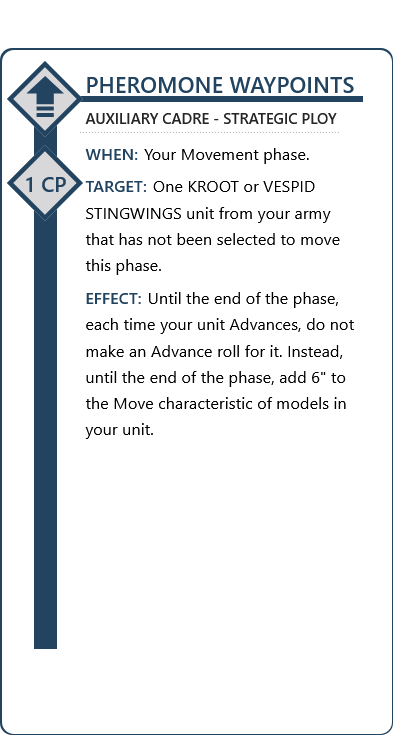 PHEROMONE WAYPOINTS
AUXILIARY CADRE - STRATEGIC PLOY
1 CP
WHEN: Your Movement phase.
TARGET: One KROOT or VESPID
STINGWINGS unit from your army
that has not been selected to move
this phase.
EFFECT: Until the end of the phase,
each time your unit Advances, do not
make an Advance roll for it. Instead,
until the end of the phase, add 6" to
the Move characteristic of models in
your unit.